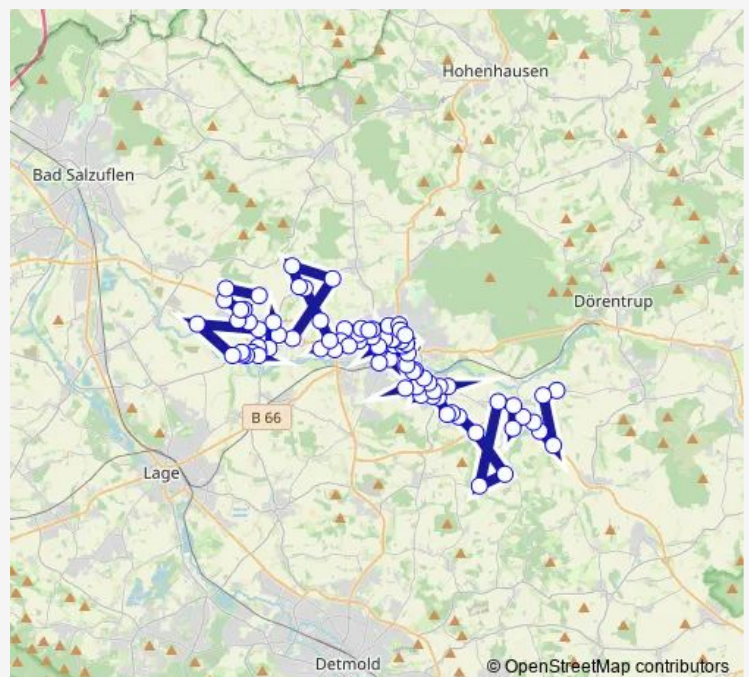 Hohenhausen
Bad Salzuflen
Dörentrup
B 66
Lage
Detmold
© OpenStreetMap contributors